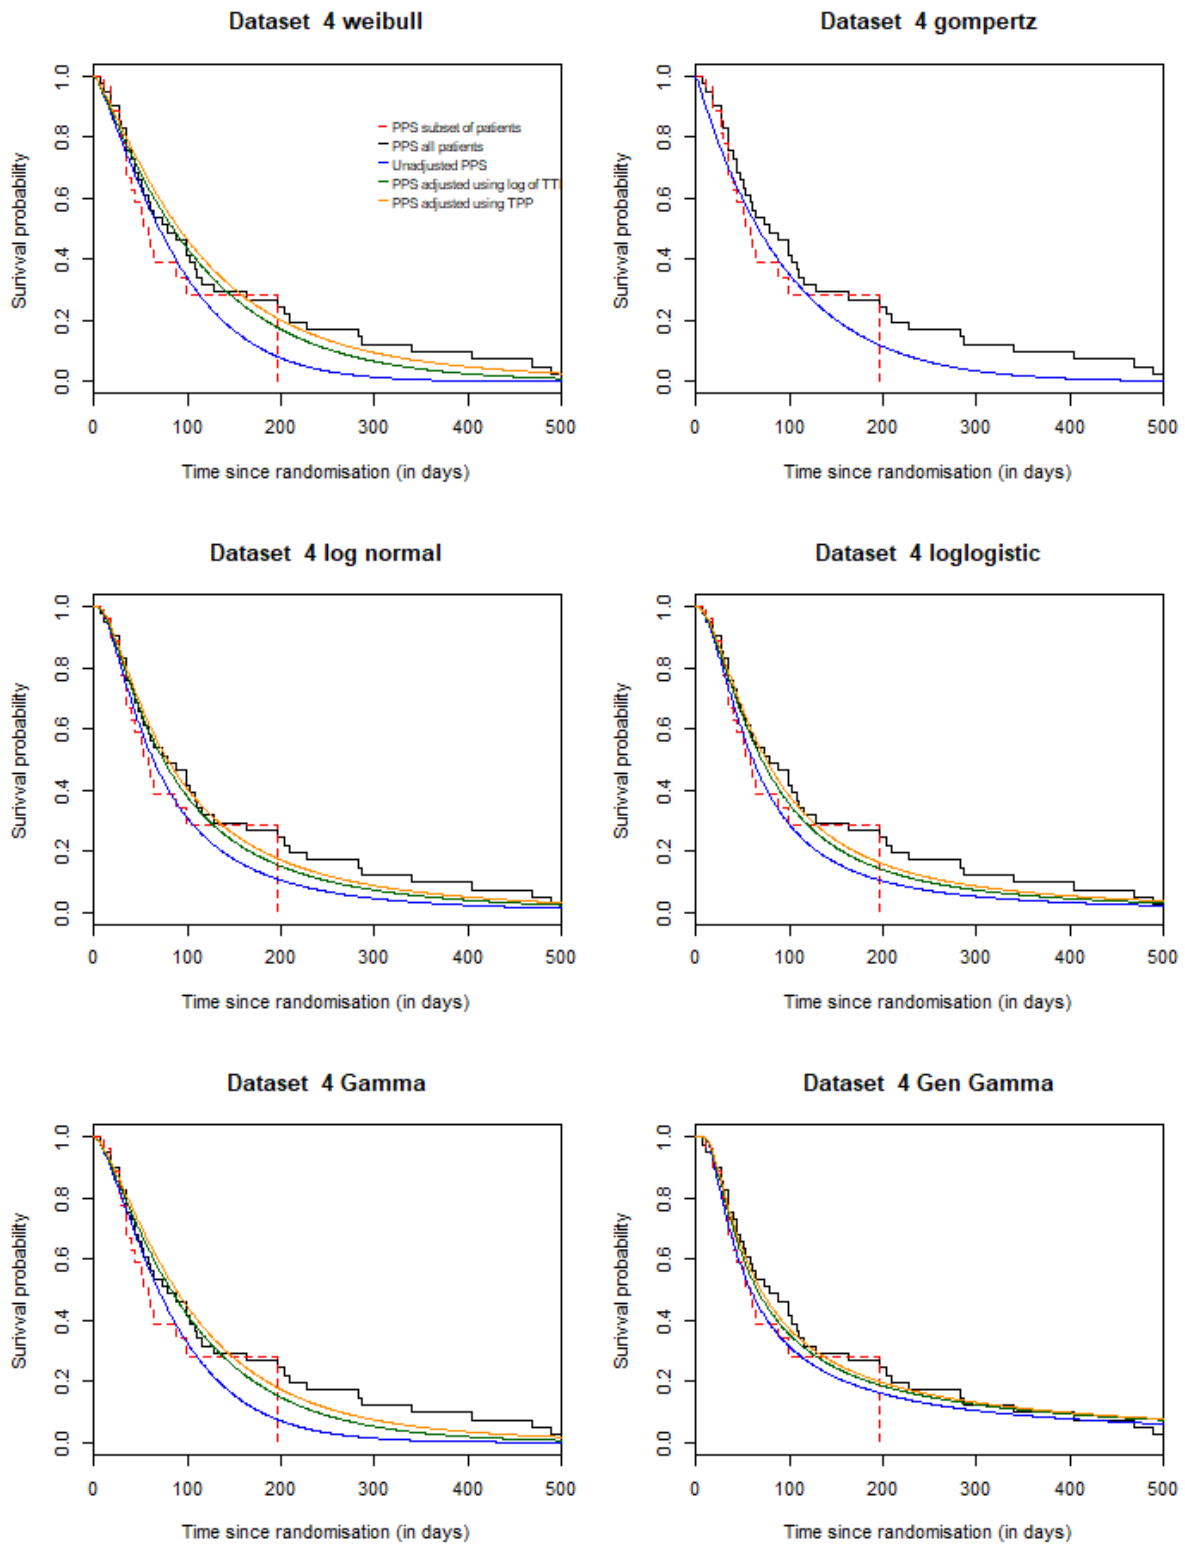 Dataset 4 weibull
Surivval probability
1.0
0.8
0.6
0.4
0.2
0.0
PPS subset of patients
PPS all patients
Unadjusted PPS
PPS adjusted using log of TTI
PPS adjusted using TPP
0 100 200 300 400 500
Time since randomisation (in days)
Dataset 4 gompertz
Surivval probability
1.0
0.8
0.6
0.4
0.2
0.0
0 100 200 300 400 500
Time since randomisation (in days)
Dataset 4 log normal
Surivval probability
1.0
0.8
0.6
0.4
0.2
0.0
0 100 200 300 400 500
Time since randomisation (in days)
Dataset 4 loglogistic
Surivval probability
1.0
0.8
0.6
0.4
0.2
0.0
0 100 200 300 400 500
Time since randomisation (in days)
Dataset 4 Gamma
Surivval probability
1.0
0.8
0.6
0.4
0.2
0.0
0 100 200 300 400 500
Time since randomisation (in days)
Dataset 4 Gen Gamma
Surivval probability
1.0
0.8
0.6
0.4
0.2
0.0
0 100 200 300 400 500
Time since randomisation (in days)